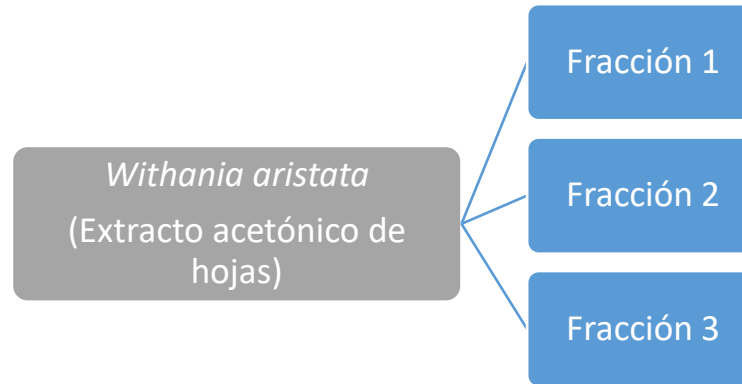 Withania aristata
(Extracto acetónico de
hojas)
Fracción 1
Fracción 2
Fracción 3